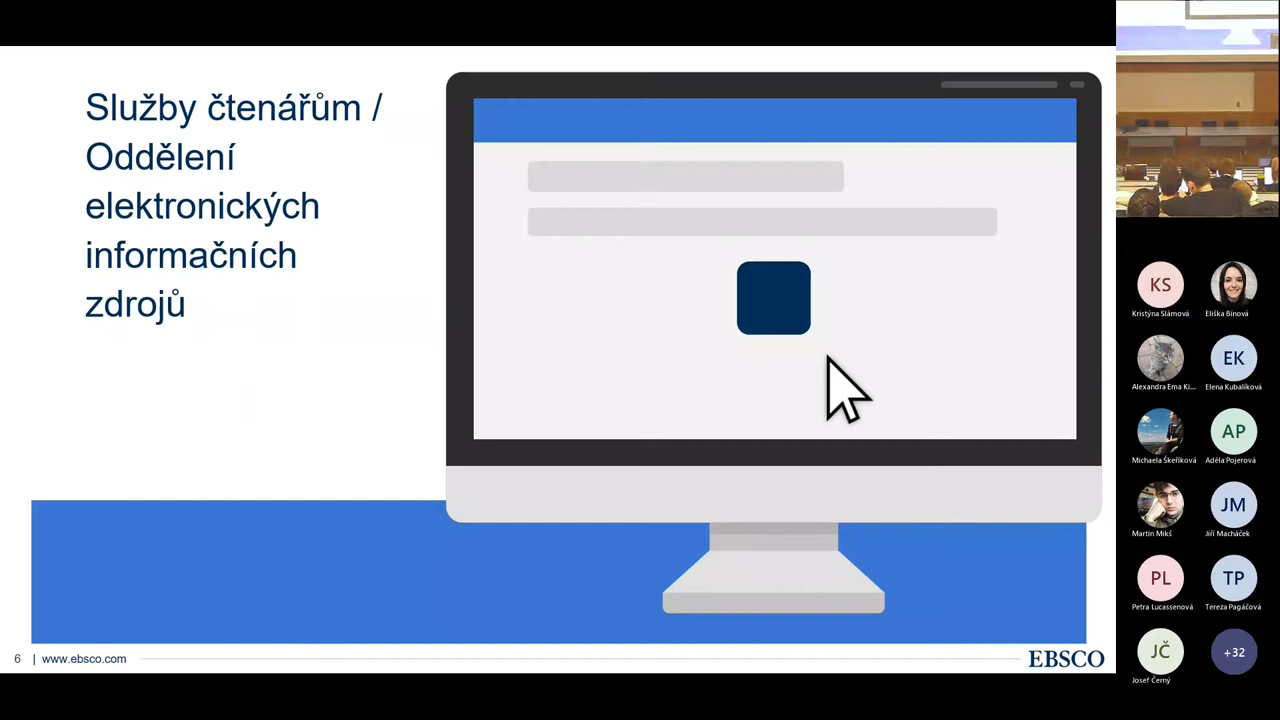 Služby čtenářům /
Oddělení
elektronických
informačních
zdrojů
6 | www.ebsco.com
EBSCO
KS
Kristýna Slámová
Eliška Bínová
Alexandra Ema Ki...
EK
Elena Kubalíková
Michaela Škeříková
AP
Adéla Pojerová
Martin Mikš
JM
Jiří Macháček
PL
Petra Lucassenová
TP
Tereza Pagáčová
JČ
Josef Černý
+32